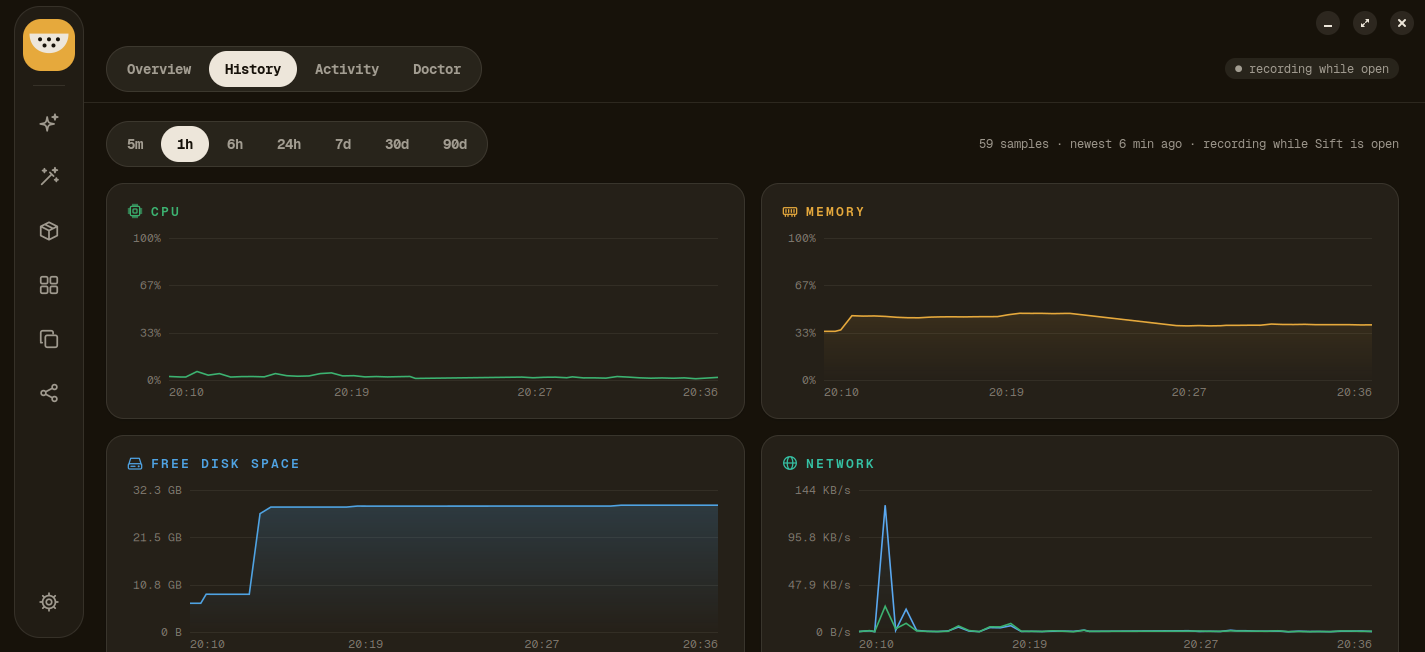 Overview History Activity Doctor
recording while open
5m 1h 6h 24h 7d 30d 90d
59 samples · newest 6 min ago · recording while Sift is open
CPU
100%
67%
33%
0%
20:10 20:19 20:27 20:36
MEMORY
100%
67%
33%
0%
20:10 20:19 20:27 20:36
FREE DISK SPACE
32.3 GB
21.5 GB
10.8 GB
0 B
20:10 20:19 20:27 20:36
NETWORK
144 KB/s
95.8 KB/s
47.9 KB/s
0 B/s
20:10 20:19 20:27 20:36